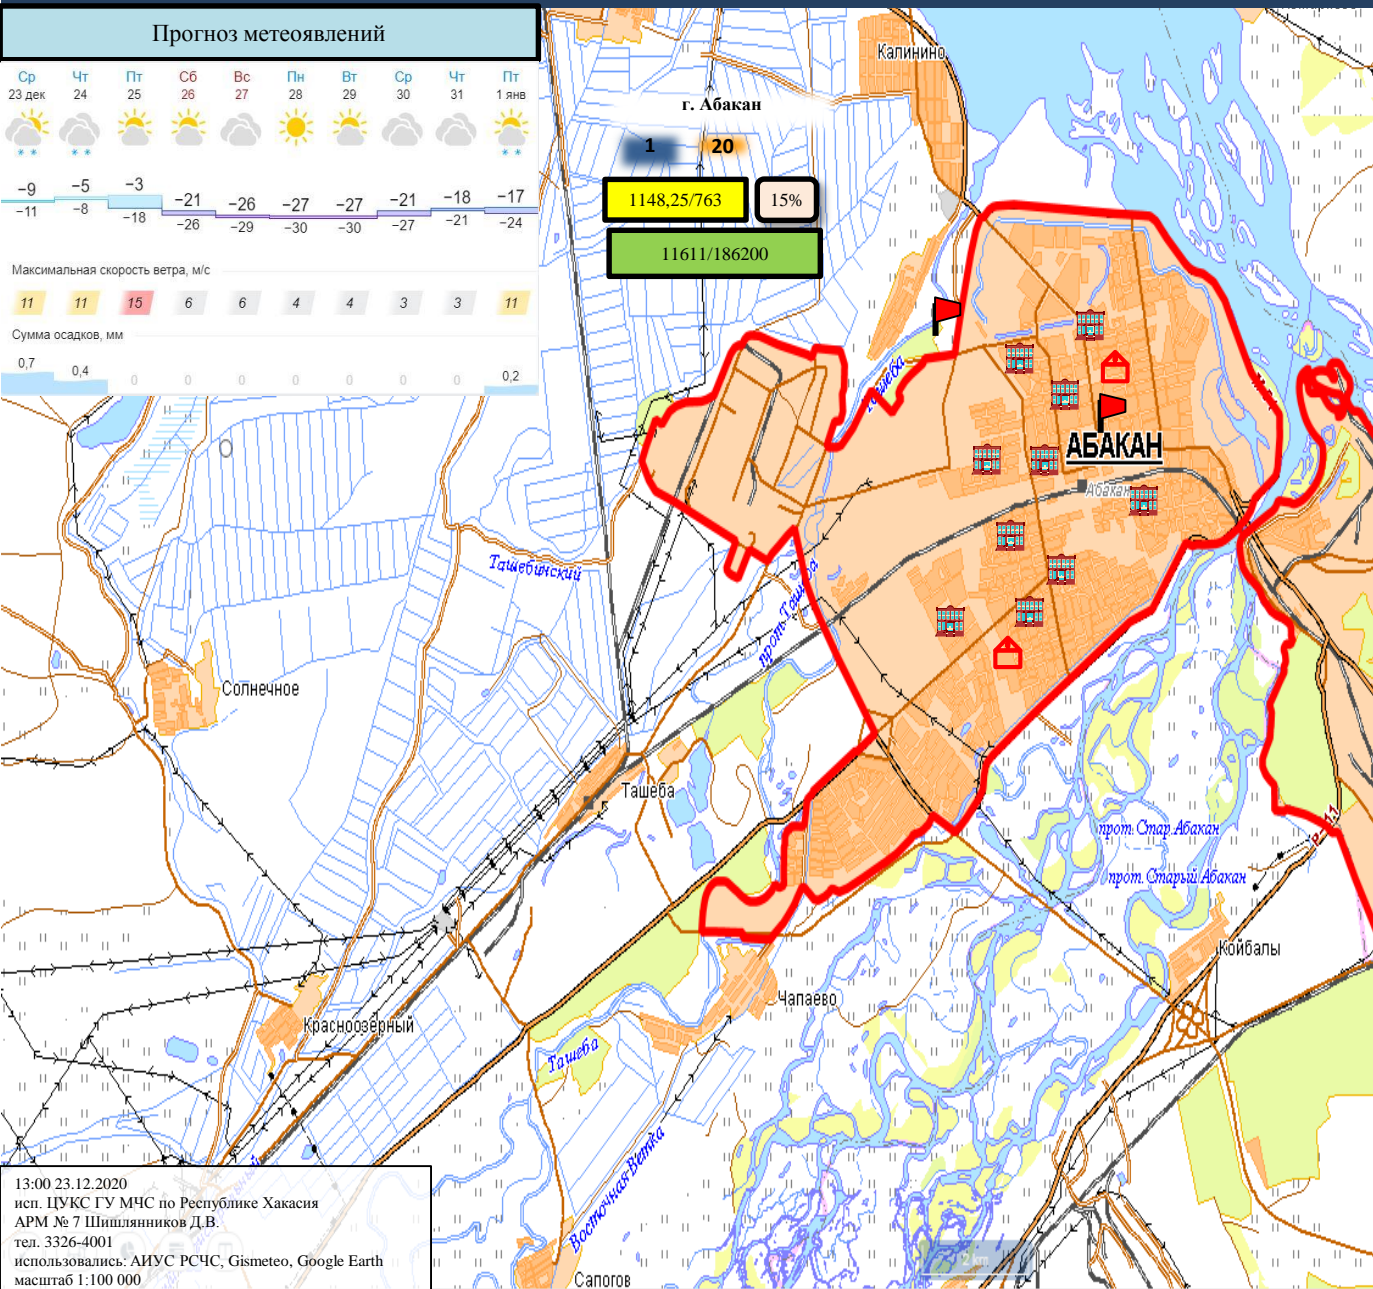 Прогноз метеоявлений
Ср Чт Пт Сб Вс Пн Вт Ср Чт Пт
23 дек 24 25 26 27 28 29 30 31 1 янв
−9 −5 −3 −21 −26 −27 −27 −21 −18 −17
−11 −8 −18 −26 −29 −30 −30 −27 −21 −24
Максимальная скорость ветра, м/с
11 11 15 6 6 4 4 3 3 11
Сумма осадков, мм
0,7 0,4 0 0 0 0 0 0 0 0,2
г. Абакан
1 20
1148,25/763 15%
11611/186200
Калинино
Ташеба
АБАКАН
Абакан
Ташебинский
прот. Ташеба
Солнечное
Ташеба
прот. Стар. Абакан
Р-11
прот. Старый Абакан
Койбалы
Чапаево
Красноозёрный
Ташеба
Восточная Ветка
Сапогов
2 km
13:00 23.12.2020
исп. ЦУКС ГУ МЧС по Республике Хакасия
АРМ № 7 Шишлянников Д.В.
тел. 3326-4001
использовались: АИУС РСЧС, Gismeteo, Google Earth
масштаб 1:100 000